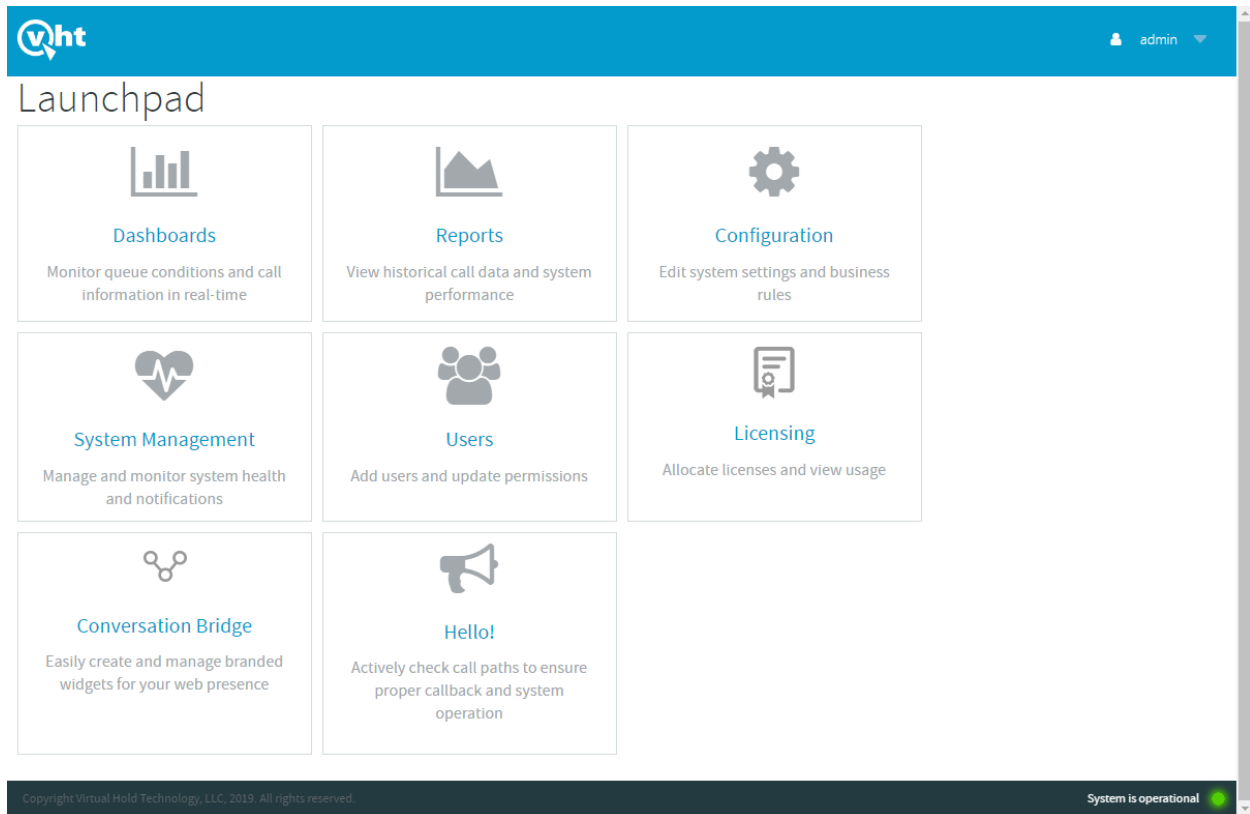 vht
admin
Launchpad
Dashboards
Monitor queue conditions and call
information in real-time
Reports
View historical call data and system
performance
Configuration
Edit system settings and business
rules
System Management
Manage and monitor system health
and notifications
Users
Add users and update permissions
Licensing
Allocate licenses and view usage
Conversation Bridge
Easily create and manage branded
widgets for your web presence
Hello!
Actively check call paths to ensure
proper callback and system
operation
Copyright Virtual Hold Technology, LLC, 2019. All rights reserved.
System is operational